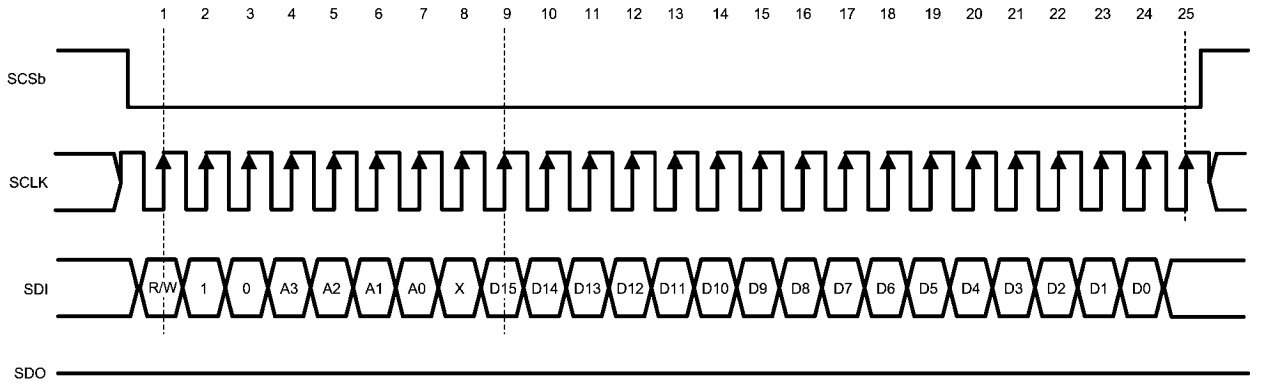 1 2 3 4 5 6 7 8 9 10 11 12 13 14 15 16 17 18 19 20 21 22 23 24 25
SCSb
SCLK
SDI R/W 1 0 A3 A2 A1 A0 X D15 D14 D13 D12 D11 D10 D9 D8 D7 D6 D5 D4 D3 D2 D1 D0
SDO